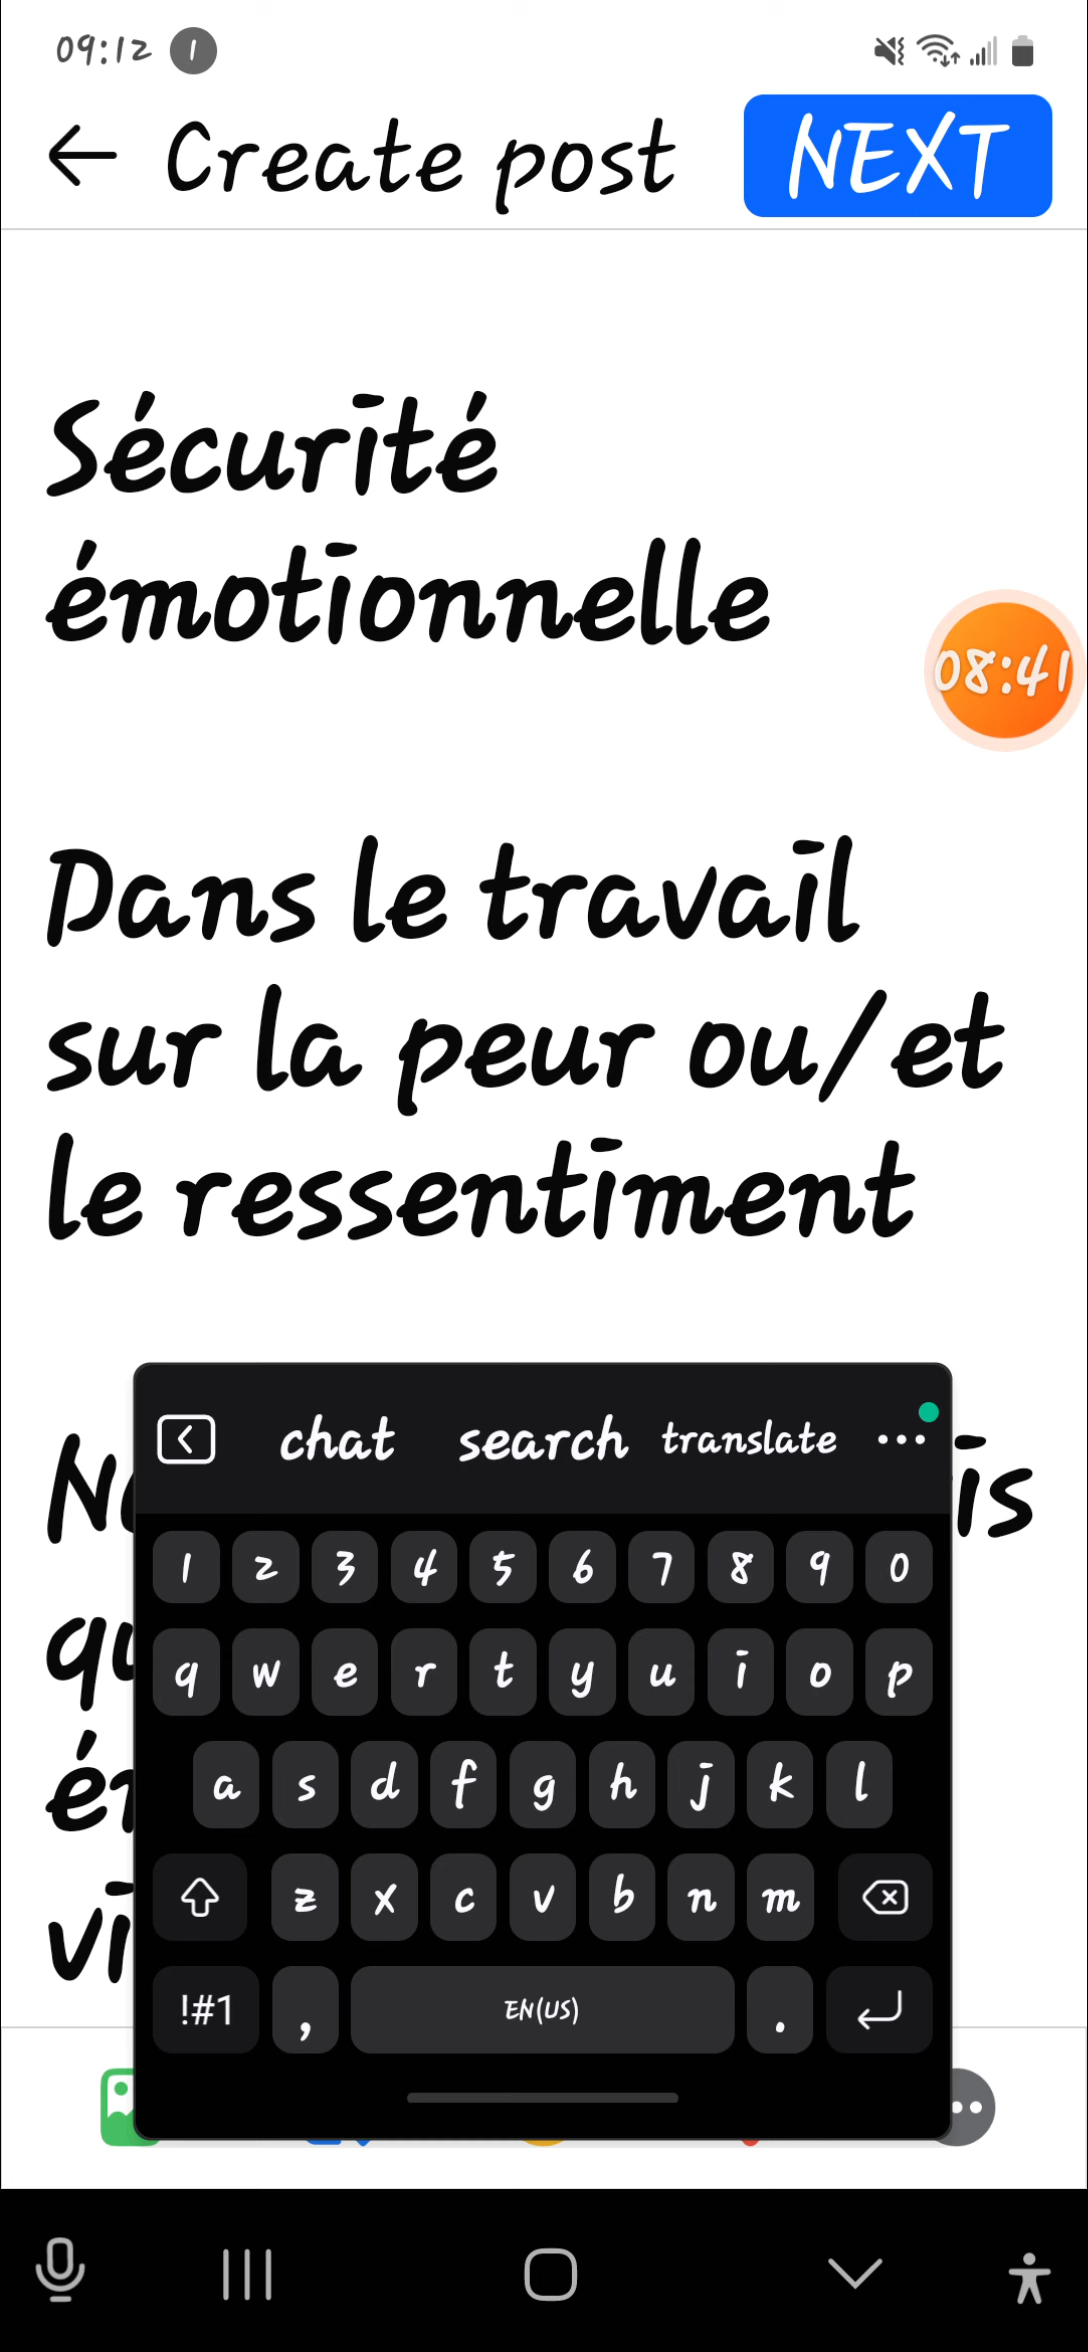 09:12 1
← Create post NEXT
Sécurité
émotionnelle
08:41
Dans le travail
sur la peur ou/et
le ressentiment
chat search translate
1 2 3 4 5 6 7 8 9 0
q w e r t y u i o p
a s d f g h j k l
z x c v b n m
!#1 , EN(US) .